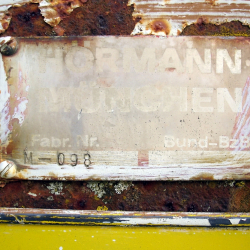 HORMANN-
MÜNCHEN
Fabr. Nr. Bund-BzB
M-098